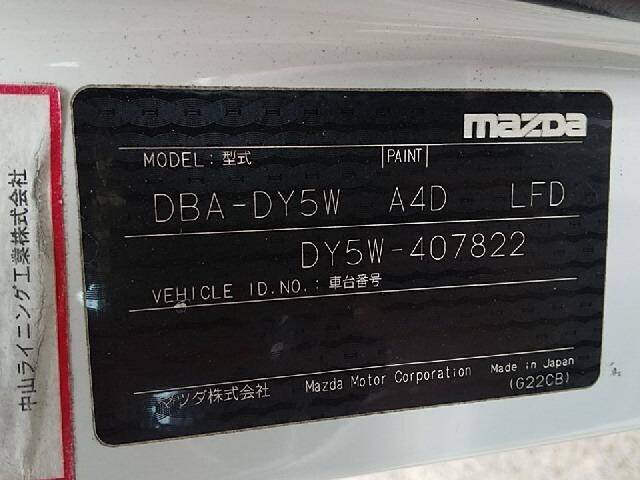 mazda
MODEL: 型式 PAINT
DBA-DY5W A4D LFD
DY5W-407822
VEHICLE ID.NO.: 車台番号
マツダ株式会社 Mazda Motor Corporation Made in Japan
(G22CB)
中山ライニング工業株式会社